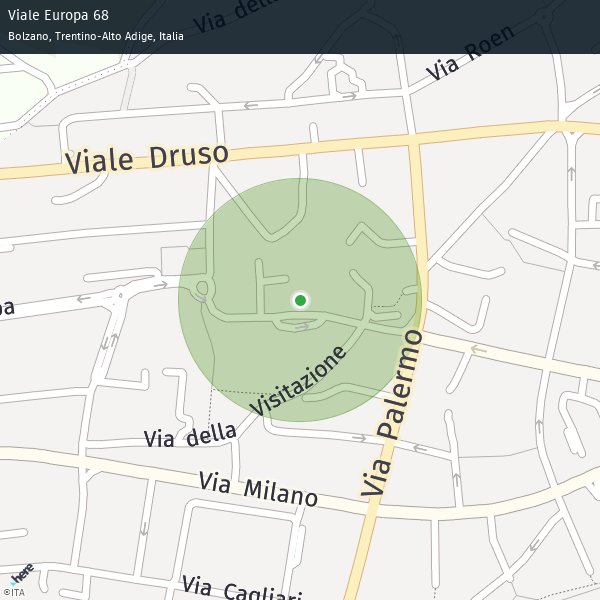 Viale Europa 68
Bolzano, Trentino-Alto Adige, Italia
Via della
Via Roen
Viale Druso
Visitazione
Via Palermo
Via della
Via Milano
Via Cagliari
here
©ITA